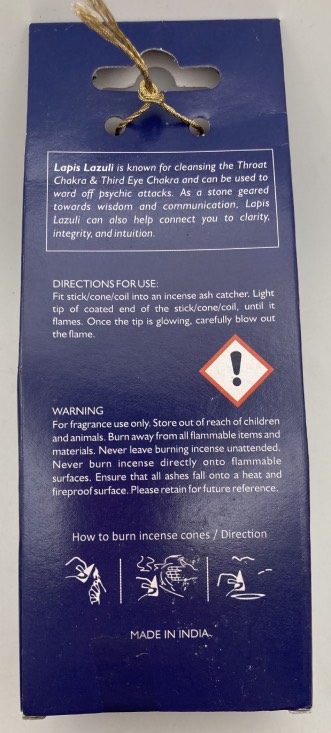 Lapis Lazuli is known for cleansing the Throat
Chakra & Third Eye Chakra and can be used to
ward off psychic attacks. As a stone geared
towards wisdom and communication, Lapis
Lazuli can also help connect you to clarity,
integrity, and intuition.
DIRECTIONS FOR USE:
Fit stick/cone/coil into an incense ash catcher. Light
tip of coated end of the stick/cone/coil, until it
flames. Once the tip is glowing, carefully blow out
the flame.
WARNING
For fragrance use only. Store out of reach of children
and animals. Burn away from all flammable items and
materials. Never leave burning incense unattended.
Never burn incense directly onto flammable
surfaces. Ensure that all ashes fall onto a heat and
fireproof surface. Please retain for future reference.
How to burn incense cones / Direction
MADE IN INDIA.